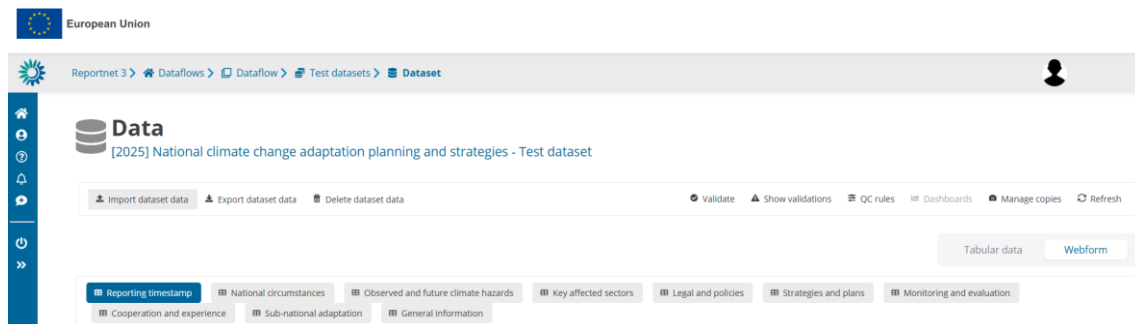 European Union
Reportnet 3 > Dataflows > Dataflow > Test datasets > Dataset
Data
[2025] National climate change adaptation planning and strategies - Test dataset
Import dataset data Export dataset data Delete dataset data Validate Show validations QC rules Dashboards Manage copies Refresh
Tabular data Webform
Reporting timestamp National circumstances Observed and future climate hazards Key affected sectors Legal and policies Strategies and plans Monitoring and evaluation
Cooperation and experience Sub-national adaptation General information